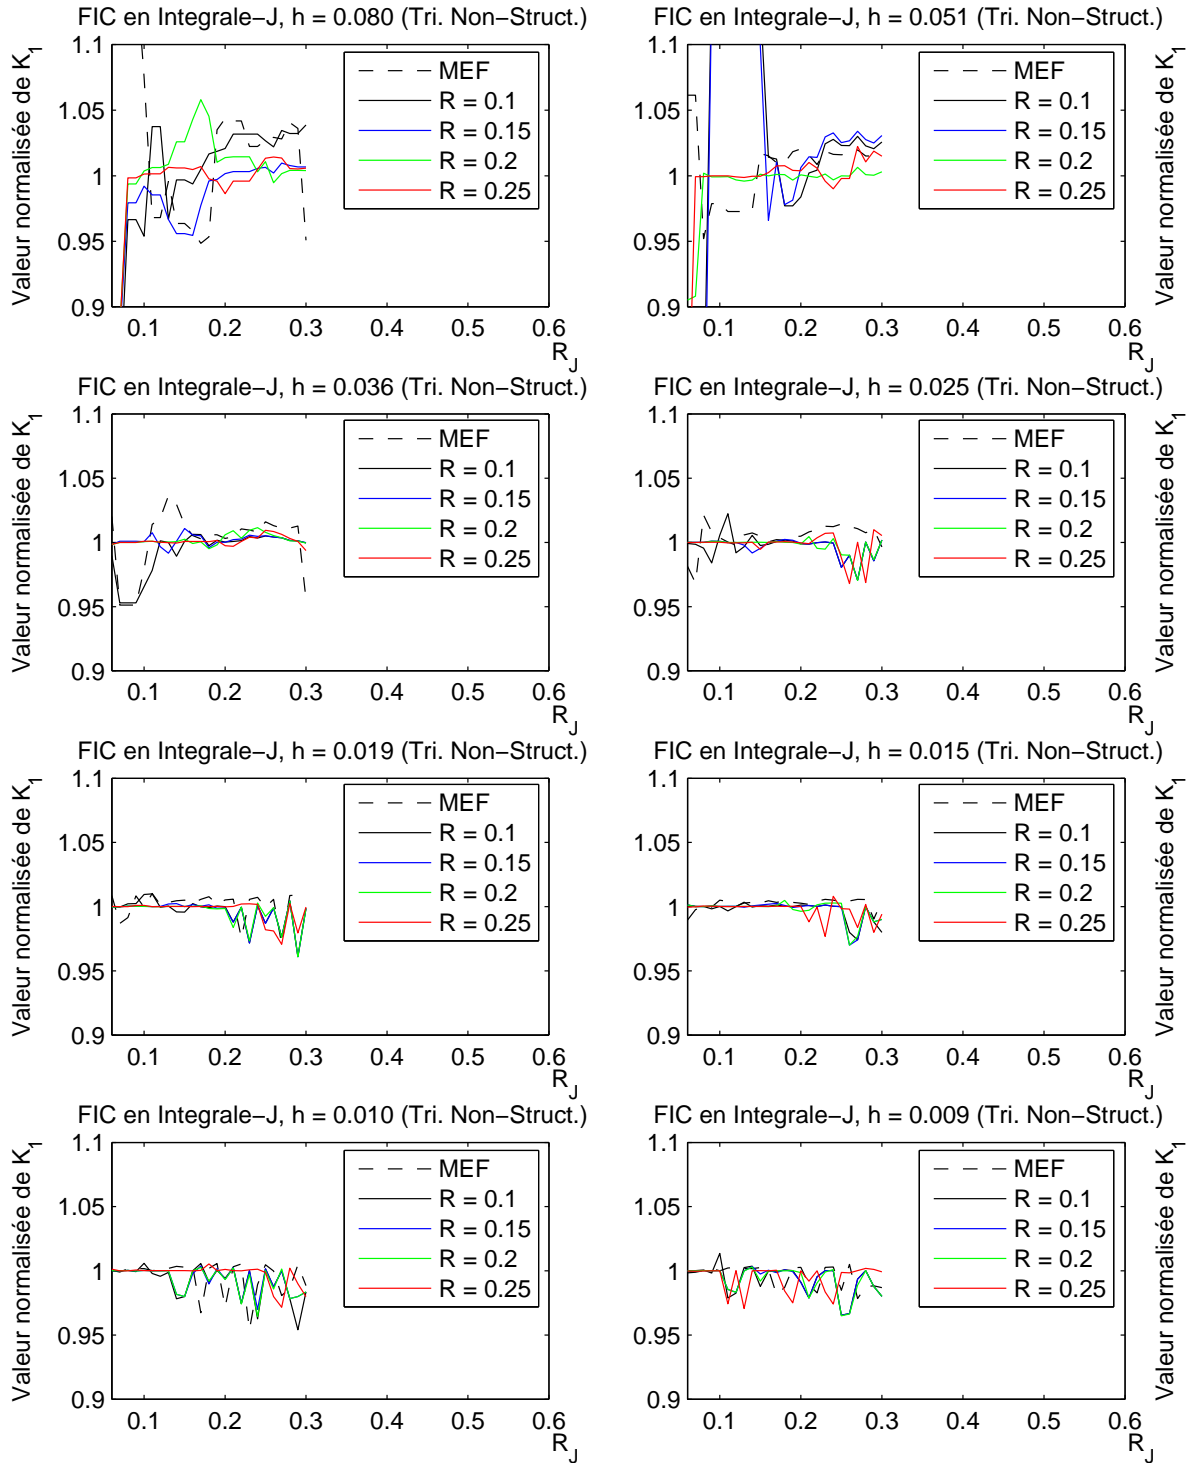 FIC en Integrale−J, h = 0.080 (Tri. Non−Struct.)
Valeur normalisée de K1
1.1
1.05
1
0.95
0.9
0.1 0.2 0.3 0.4 0.5 0.6
RJ
MEF
R = 0.1
R = 0.15
R = 0.2
R = 0.25
FIC en Integrale−J, h = 0.051 (Tri. Non−Struct.)
Valeur normalisée de K1
1.1
1.05
1
0.95
0.9
0.1 0.2 0.3 0.4 0.5 0.6
RJ
MEF
R = 0.1
R = 0.15
R = 0.2
R = 0.25
FIC en Integrale−J, h = 0.036 (Tri. Non−Struct.)
Valeur normalisée de K1
1.1
1.05
1
0.95
0.9
0.1 0.2 0.3 0.4 0.5 0.6
RJ
MEF
R = 0.1
R = 0.15
R = 0.2
R = 0.25
FIC en Integrale−J, h = 0.025 (Tri. Non−Struct.)
Valeur normalisée de K1
1.1
1.05
1
0.95
0.9
0.1 0.2 0.3 0.4 0.5 0.6
RJ
MEF
R = 0.1
R = 0.15
R = 0.2
R = 0.25
FIC en Integrale−J, h = 0.019 (Tri. Non−Struct.)
Valeur normalisée de K1
1.1
1.05
1
0.95
0.9
0.1 0.2 0.3 0.4 0.5 0.6
RJ
MEF
R = 0.1
R = 0.15
R = 0.2
R = 0.25
FIC en Integrale−J, h = 0.015 (Tri. Non−Struct.)
Valeur normalisée de K1
1.1
1.05
1
0.95
0.9
0.1 0.2 0.3 0.4 0.5 0.6
RJ
MEF
R = 0.1
R = 0.15
R = 0.2
R = 0.25
FIC en Integrale−J, h = 0.010 (Tri. Non−Struct.)
Valeur normalisée de K1
1.1
1.05
1
0.95
0.9
0.1 0.2 0.3 0.4 0.5 0.6
RJ
MEF
R = 0.1
R = 0.15
R = 0.2
R = 0.25
FIC en Integrale−J, h = 0.009 (Tri. Non−Struct.)
Valeur normalisée de K1
1.1
1.05
1
0.95
0.9
0.1 0.2 0.3 0.4 0.5 0.6
RJ
MEF
R = 0.1
R = 0.15
R = 0.2
R = 0.25